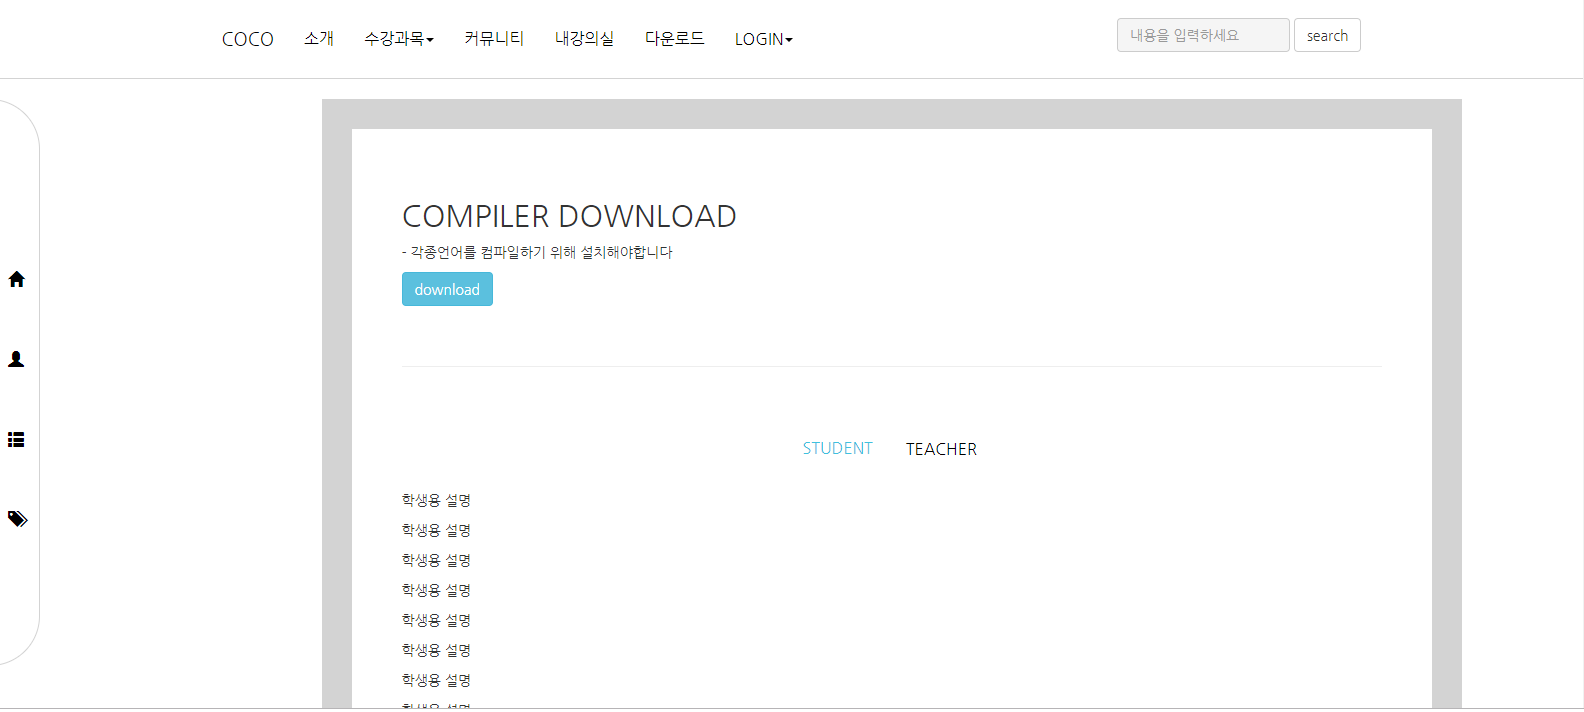 COCO 소개 수강과목 커뮤니티 내강의실 다운로드 LOGIN 내용을 입력하세요 search
COMPILER DOWNLOAD
- 각종언어를 컴파일하기 위해 설치해야합니다
download
STUDENT TEACHER
학생용 설명
학생용 설명
학생용 설명
학생용 설명
학생용 설명
학생용 설명
학생용 설명